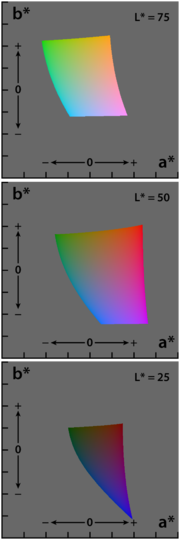 b*
L* = 75
+
0
−
− 0 +
a*
b*
L* = 50
+
0
−
− 0 +
a*
b*
L* = 25
+
0
−
− 0 +
a*